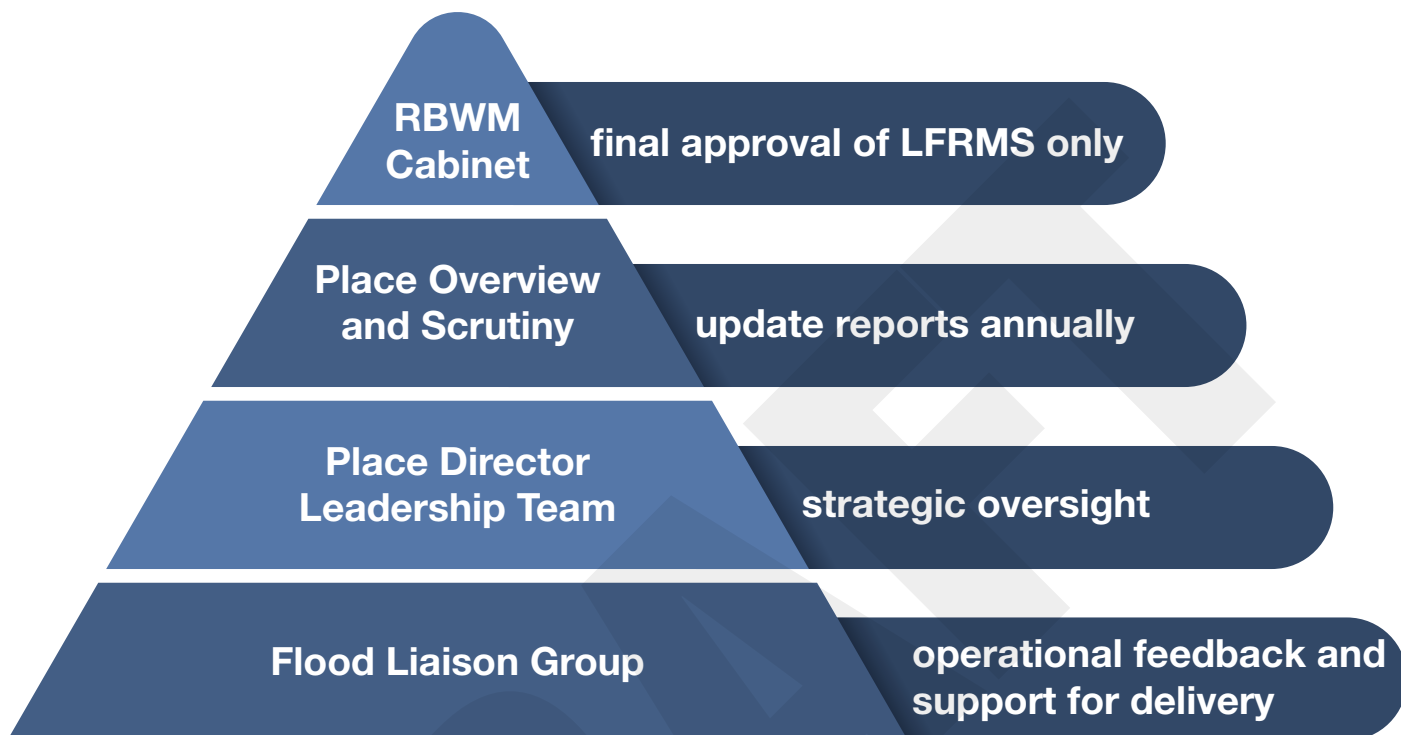 RBWM
Cabinet
final approval of LFRMS only
Place Overview
and Scrutiny
update reports annually
Place Director
Leadership Team
strategic oversight
Flood Liaison Group
operational feedback and
support for delivery